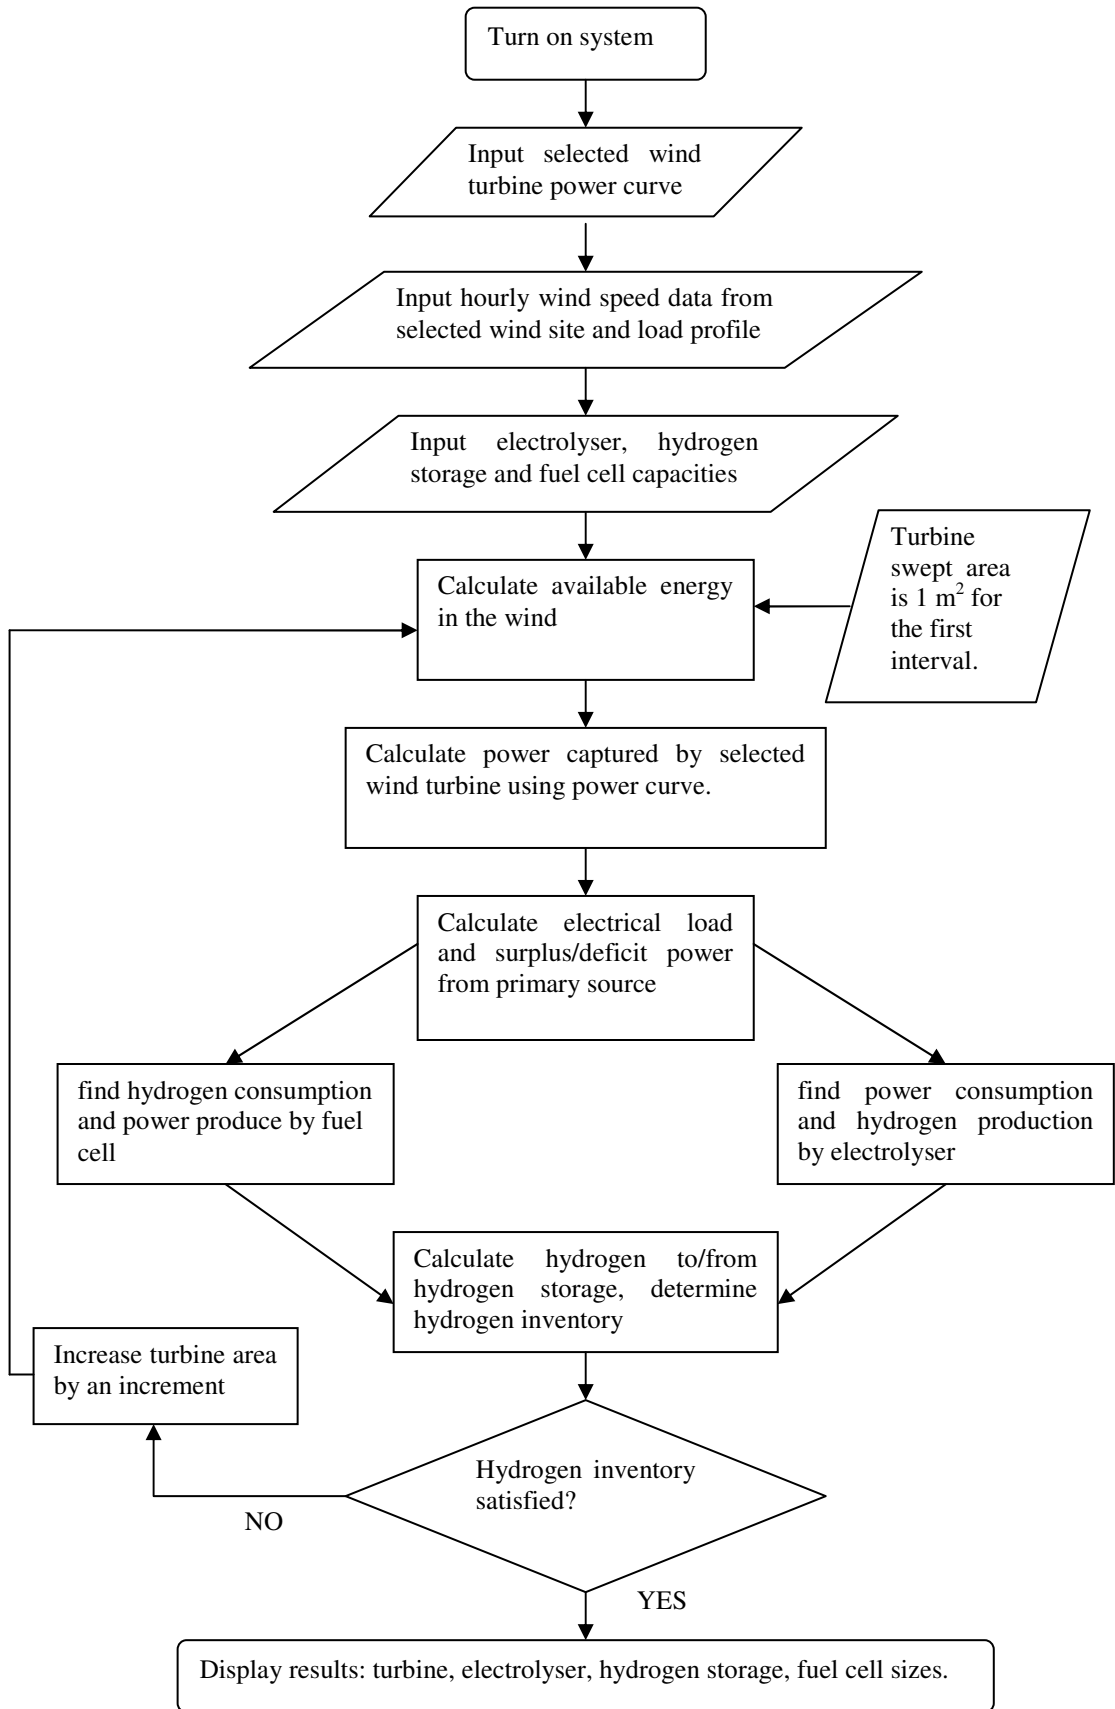 Turn on system
Input selected wind
turbine power curve
Input hourly wind speed data from
selected wind site and load profile
Input electrolyser, hydrogen
storage and fuel cell capacities
Turbine
swept area
is 1 m² for
the first
interval.
Calculate available energy
in the wind
Calculate power captured by selected
wind turbine using power curve.
Calculate electrical load
and surplus/deficit power
from primary source
find hydrogen consumption
and power produce by fuel
cell
find power consumption
and hydrogen production
by electrolyser
Calculate hydrogen to/from
hydrogen storage, determine
hydrogen inventory
Increase turbine area
by an increment
Hydrogen inventory
satisfied?
NO
YES
Display results: turbine, electrolyser, hydrogen storage, fuel cell sizes.